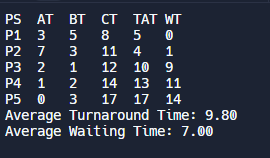 PS AT BT CT TAT WT
P1 3 5 8 5 0
P2 7 3 11 4 1
P3 2 1 12 10 9
P4 1 2 14 13 11
P5 0 3 17 17 14
Average Turnaround Time: 9.80
Average Waiting Time: 7.00